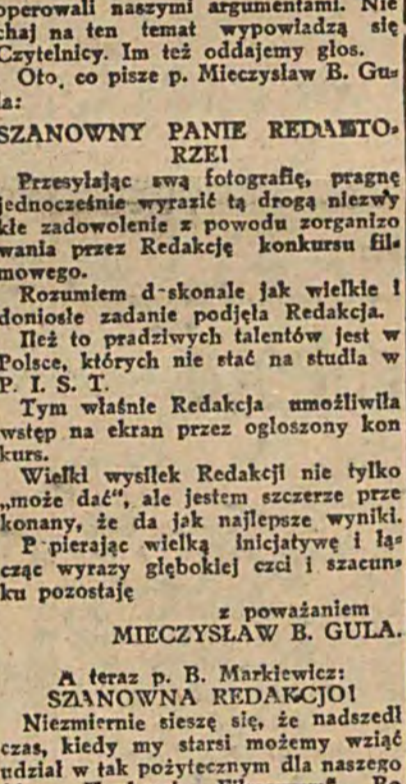 operowali naszymi argumentami. Nie
chaj na ten temat wypowiedzą się
Czytelnicy. Im też oddajemy głos.
Oto, co pisze p. Mieczysław B. Gu-
la:
SZANOWNY PANIE REDAKTO-
RZE!
Przesyłając swą fotografię, pragnę
jednocześnie wyrazić tą drogą niezwy
kłe zadowolenie z powodu zorganizo
wania przez Redakcję konkursu fil-
mowego.
Rozumiem d-skonale jak wielkie i
doniosłe zadanie podjęła Redakcja.
Ileż to pradziwych talentów jest w
Polsce, których nie stać na studia w
P. I. S. T.
Tym właśnie Redakcja umożliwiła
wstęp na ekran przez ogłoszony kon
kurs.
Wielki wysiłek Redakcji nie tylko
„może dać“, ale jestem szczerze prze
konany, że da jak najlepsze wyniki.
P pierając wielką inicjatywę i łą-
cząc wyrazy głębokiej czci i szacun-
ku pozostaję
z poważaniem
MIECZYSŁAW B. GULA.
A teraz p. B. Markiewicz:
SZANOWNA REDAKCJO!
Niezmiernie sieszę się, że nadszedł
czas, kiedy my starsi możemy wziąć
udział w tak pożytecznym dla naszego